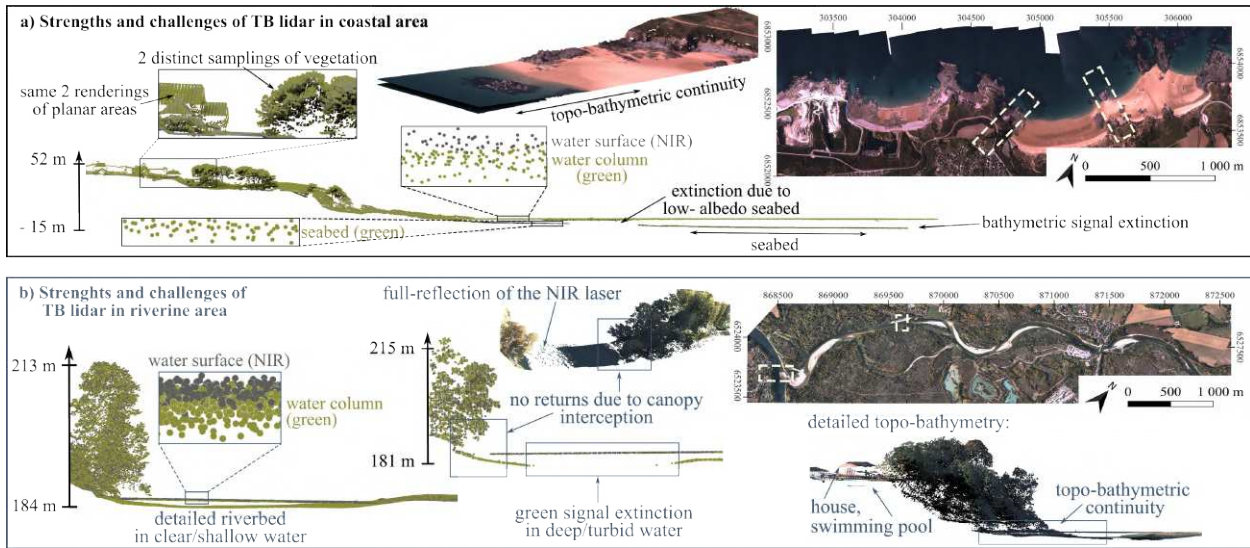 a) Strengths and challenges of TB lidar in coastal area
2 distinct samplings of vegetation
same 2 renderings
of planar areas
topo-bathymetric continuity
water surface (NIR)
water column
(green)
52 m
- 15 m
seabed (green)
extinction due to
low- albedo seabed
bathymetric signal extinction
seabed
303500 304000 304500 305000 305500 306000
6853000
6852500
6852000
6854000
6853500
N
0 500 1 000 m
b) Strenghts and challenges of
TB lidar in riverine area
213 m
184 m
water surface (NIR)
water column
(green)
detailed riverbed
in clear/shallow water
full-reflection of the NIR laser
215 m
181 m
no returns due to canopy
interception
green signal extinction
in deep/turbid water
868500 869000 869500 870000 870500 871000 871500 872000 872500
6524000
6523500
6527500
N
0 500 1 000 m
detailed topo-bathymetry:
house,
swimming pool
topo-bathymetric
continuity